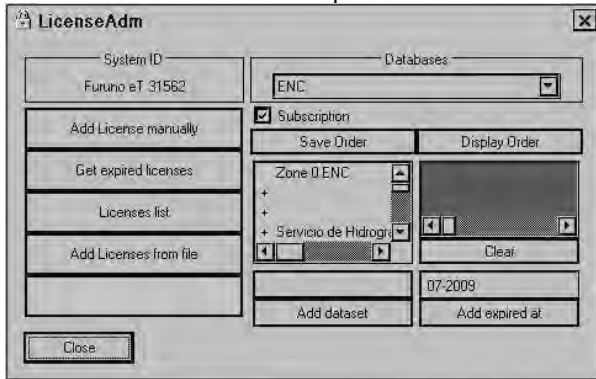 LicenseAdm
System ID
Furuno eT 31562
Databases
ENC
Add License manually
Get expired licenses
Licenses list
Add Licenses from file
Close
Subscription
Save Order
Display Order
Zone 0 ENC
+
+
+ Servicio de Hidrogra
Clear
07-2009
Add dataset
Add expired at